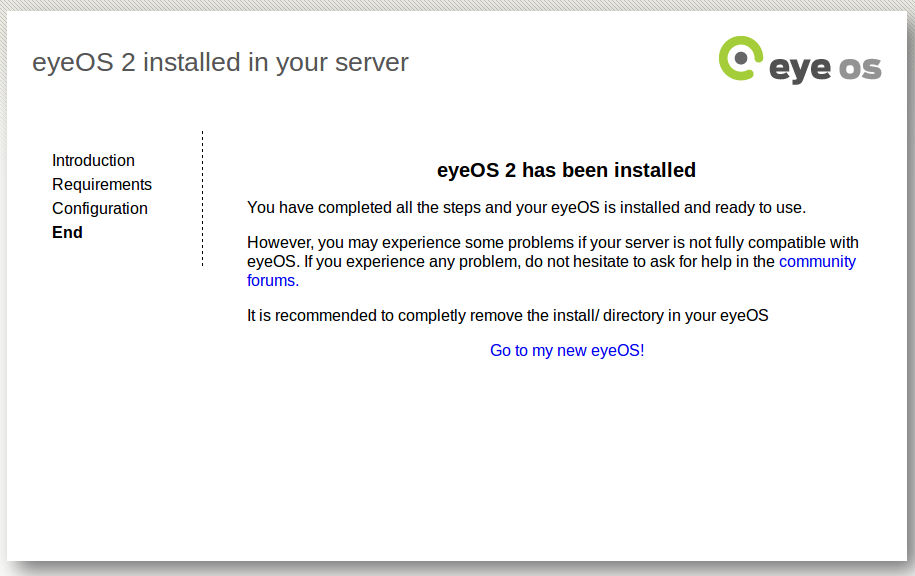 eyeOS 2 installed in your server
eye os
Introduction
Requirements
Configuration
End
eyeOS 2 has been installed
You have completed all the steps and your eyeOS is installed and ready to use.
However, you may experience some problems if your server is not fully compatible with
eyeOS. If you experience any problem, do not hesitate to ask for help in the community
forums.
It is recommended to completly remove the install/ directory in your eyeOS
Go to my new eyeOS!